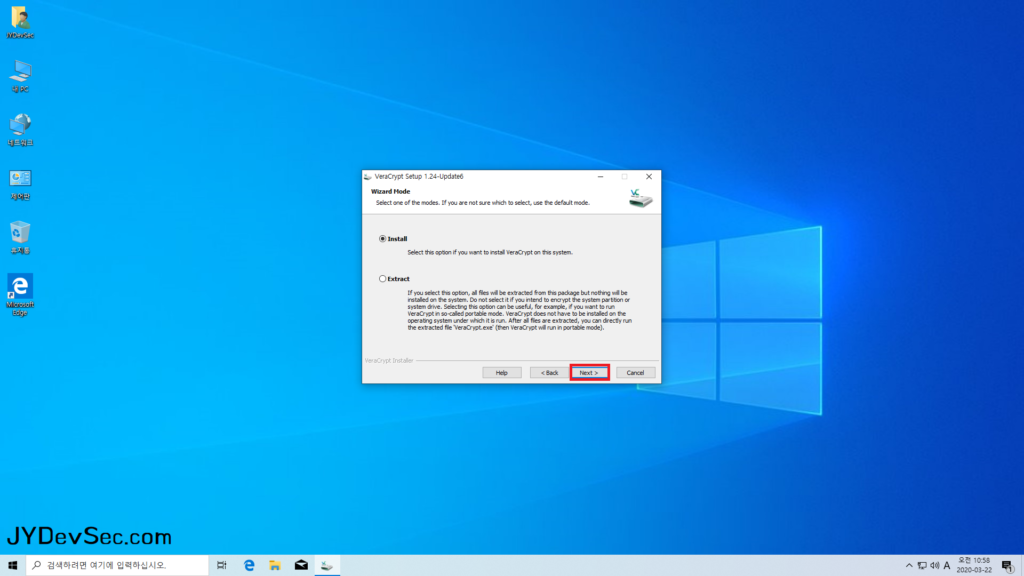 JYDevSec
내 PC
네트워크
제어판
휴지통
Microsoft
Edge
VeraCrypt Setup 1.24-Update6
Wizard Mode
Select one of the modes. If you are not sure which to select, use the default mode.
Install
Select this option if you want to install VeraCrypt on this system.
Extract
If you select this option, all files will be extracted from this package but nothing will be
installed on the system. Do not select it if you intend to encrypt the system partition or
system drive. Selecting this option can be useful, for example, if you want to run
VeraCrypt in so-called portable mode. VeraCrypt does not have to be installed on the
operating system under which it is run. After all files are extracted, you can directly run
the extracted file 'VeraCrypt.exe' (then VeraCrypt will run in portable mode).
VeraCrypt Installer
Help
< Back
Next >
Cancel
JYDevSec.com
검색하려면 여기에 입력하십시오.
A
오전 10:58
2020-03-22
1